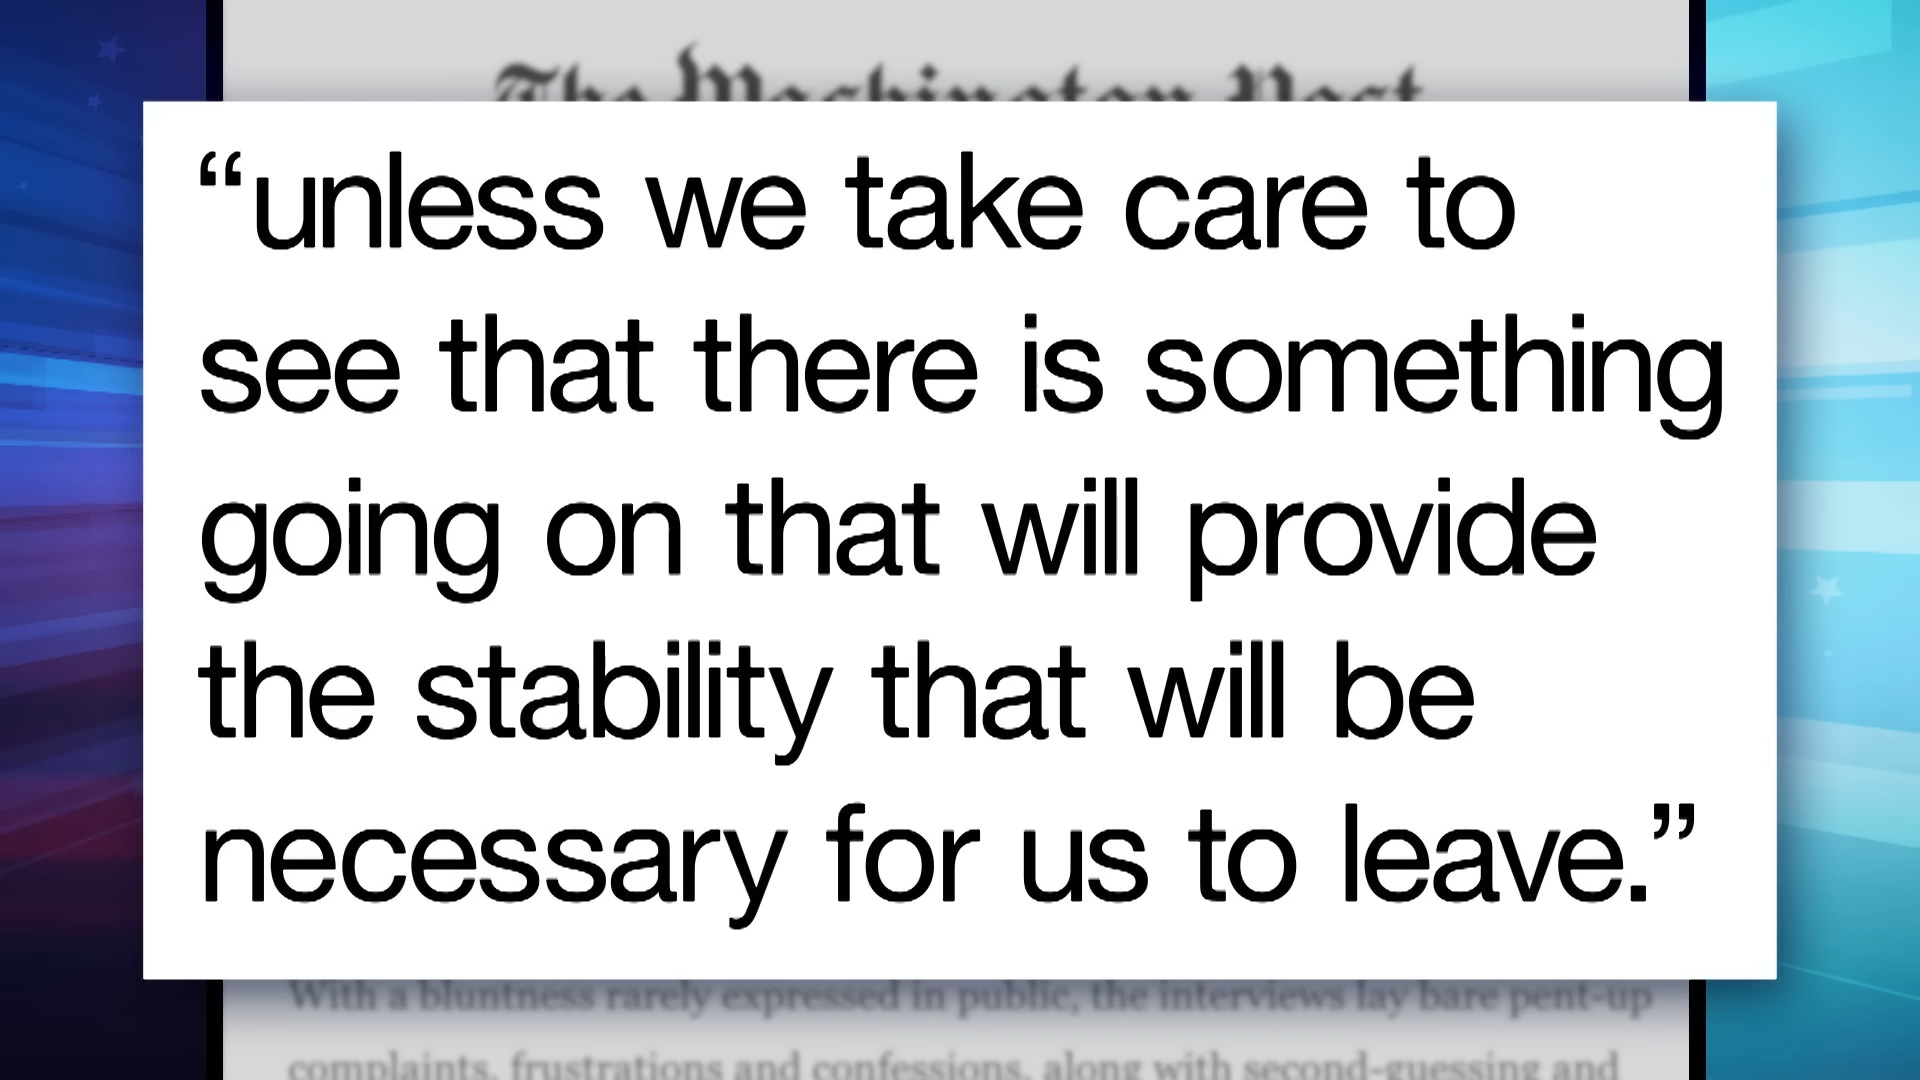 The Washington Post
“unless we take care to
see that there is something
going on that will provide
the stability that will be
necessary for us to leave.”
With a bluntness rarely expressed in public, the interviews lay bare pent-up
complaints, frustrations and confessions, along with second-guessing and